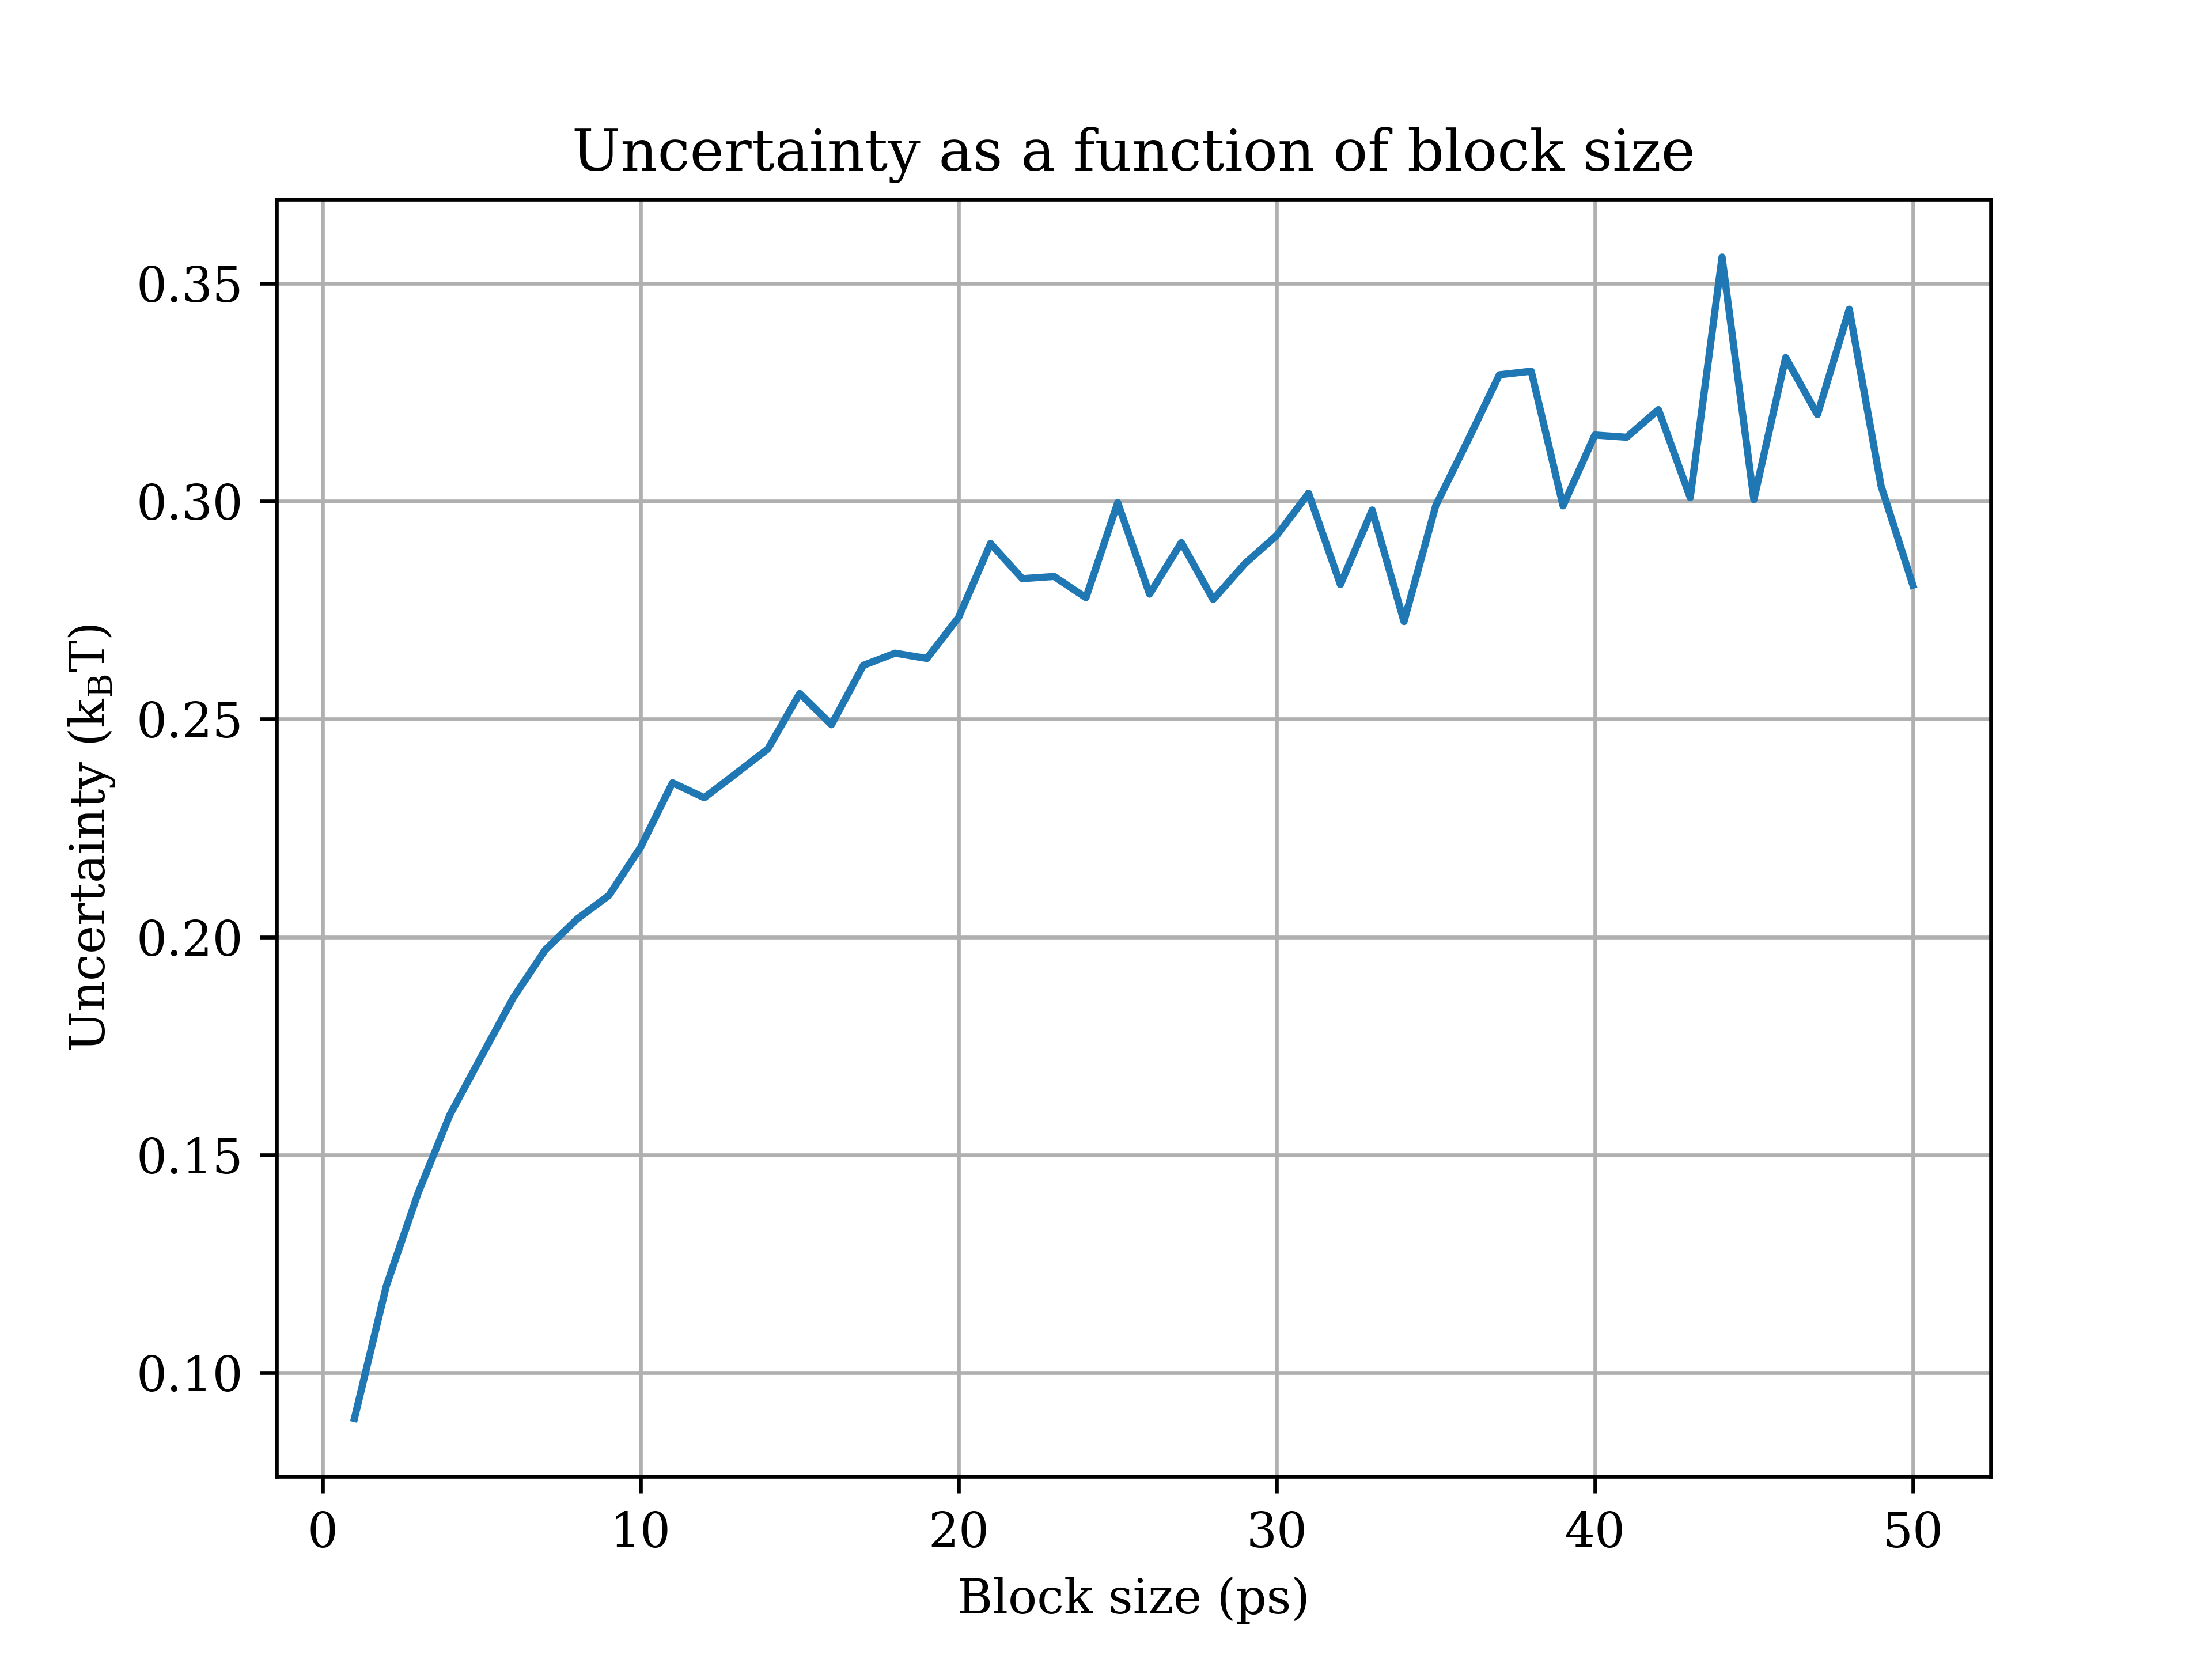 Uncertainty as a function of block size
Uncertainty (k_BT)
0.35
0.30
0.25
0.20
0.15
0.10
0 10 20 30 40 50
Block size (ps)